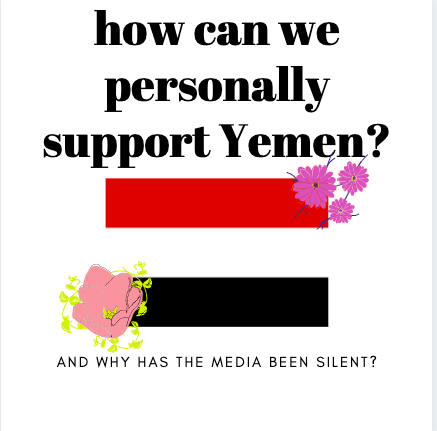 how can we
personally
support Yemen?
AND WHY HAS THE MEDIA BEEN SILENT?